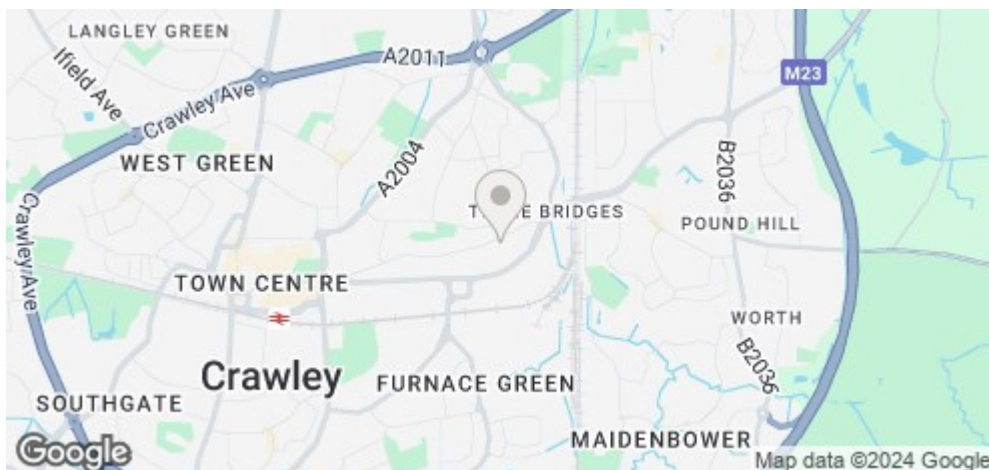 LANGLEY GREEN
Ifield Ave
A2011
M23
Crawley Ave
WEST GREEN
A2004
B2036
BRIDGES
POUND HILL
Crawley Ave
TOWN CENTRE
WORTH
B2036
Crawley
FURNACE GREEN
SOUTHGATE
MAIDENBOWER
Google
Map data ©2024 Google